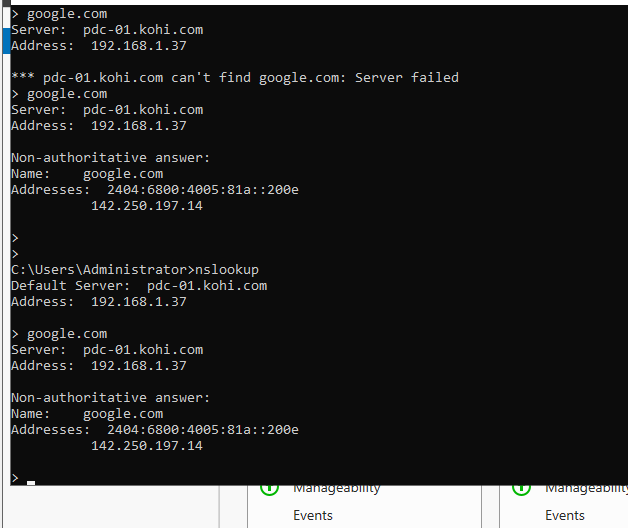 > google.com
Server:  pdc-01.kohi.com
Address:  192.168.1.37

*** pdc-01.kohi.com can't find google.com: Server failed
> google.com
Server:  pdc-01.kohi.com
Address:  192.168.1.37

Non-authoritative answer:
Name:    google.com
Addresses:  2404:6800:4005:81a::200e
          142.250.197.14

>
>
C:\Users\Administrator>nslookup
Default Server:  pdc-01.kohi.com
Address:  192.168.1.37

> google.com
Server:  pdc-01.kohi.com
Address:  192.168.1.37

Non-authoritative answer:
Name:    google.com
Addresses:  2404:6800:4005:81a::200e
          142.250.197.14

>
Manageability Manageability
Events Events